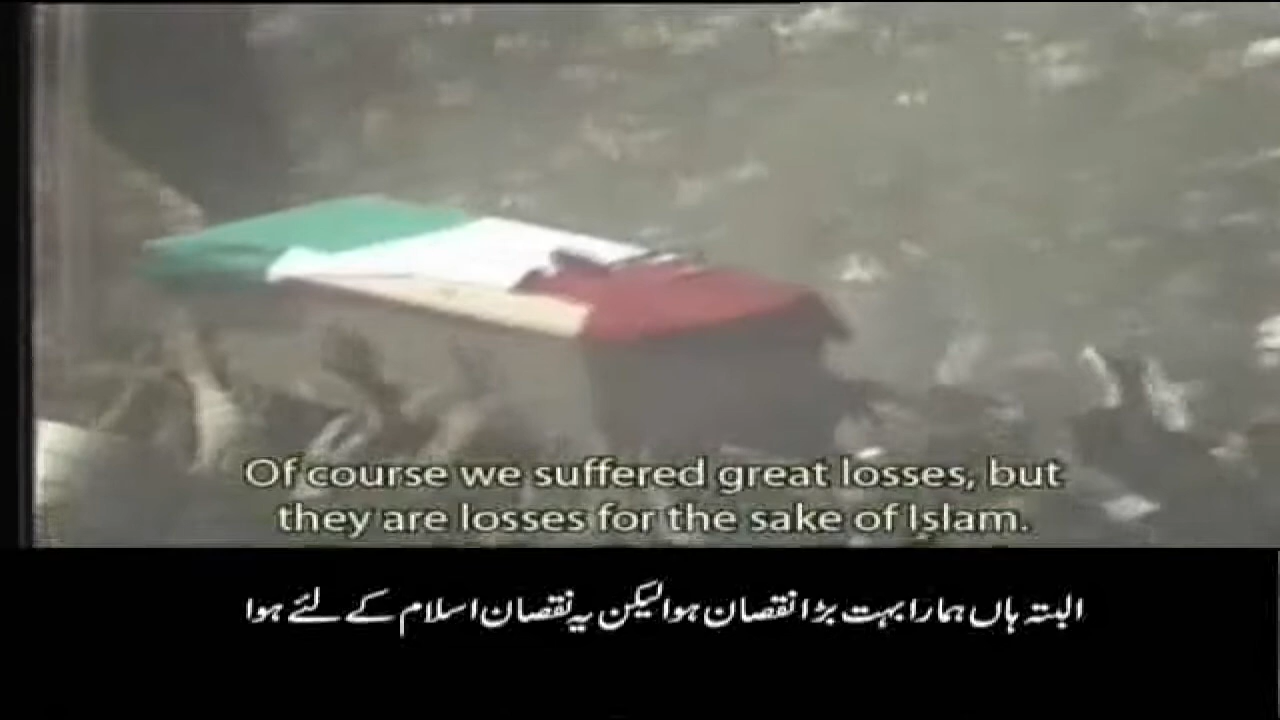 Of course we suffered great losses, but
they are losses for the sake of Islam.
البتہ ہاں ہمارا بہت بڑا نقصان ہوا لیکن یہ نقصان اسلام کے لئے ہوا